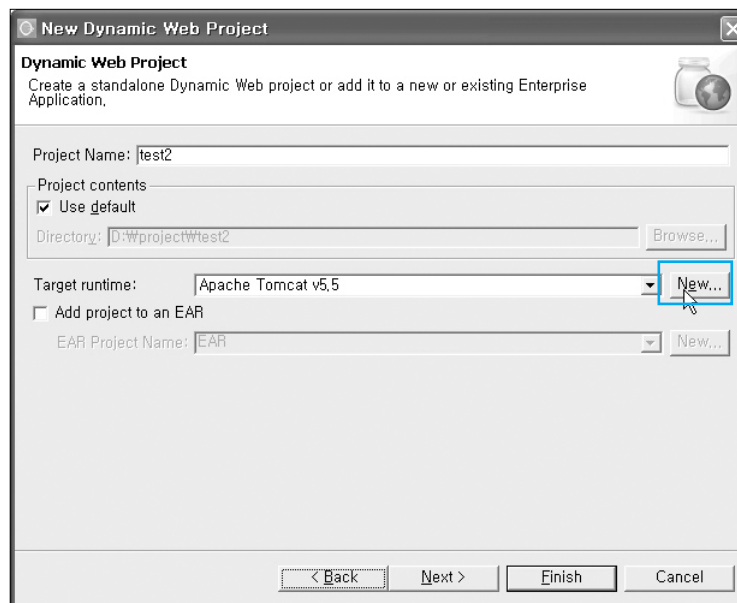 New Dynamic Web Project
Dynamic Web Project
Create a standalone Dynamic Web project or add it to a new or existing Enterprise
Application.
Project Name: test2
Project contents
Use default
Directory: D:₩project₩test2 Browse...
Target runtime: Apache Tomcat v5.5 New...
Add project to an EAR
EAR Project Name: EAR New...
< Back Next > Finish Cancel